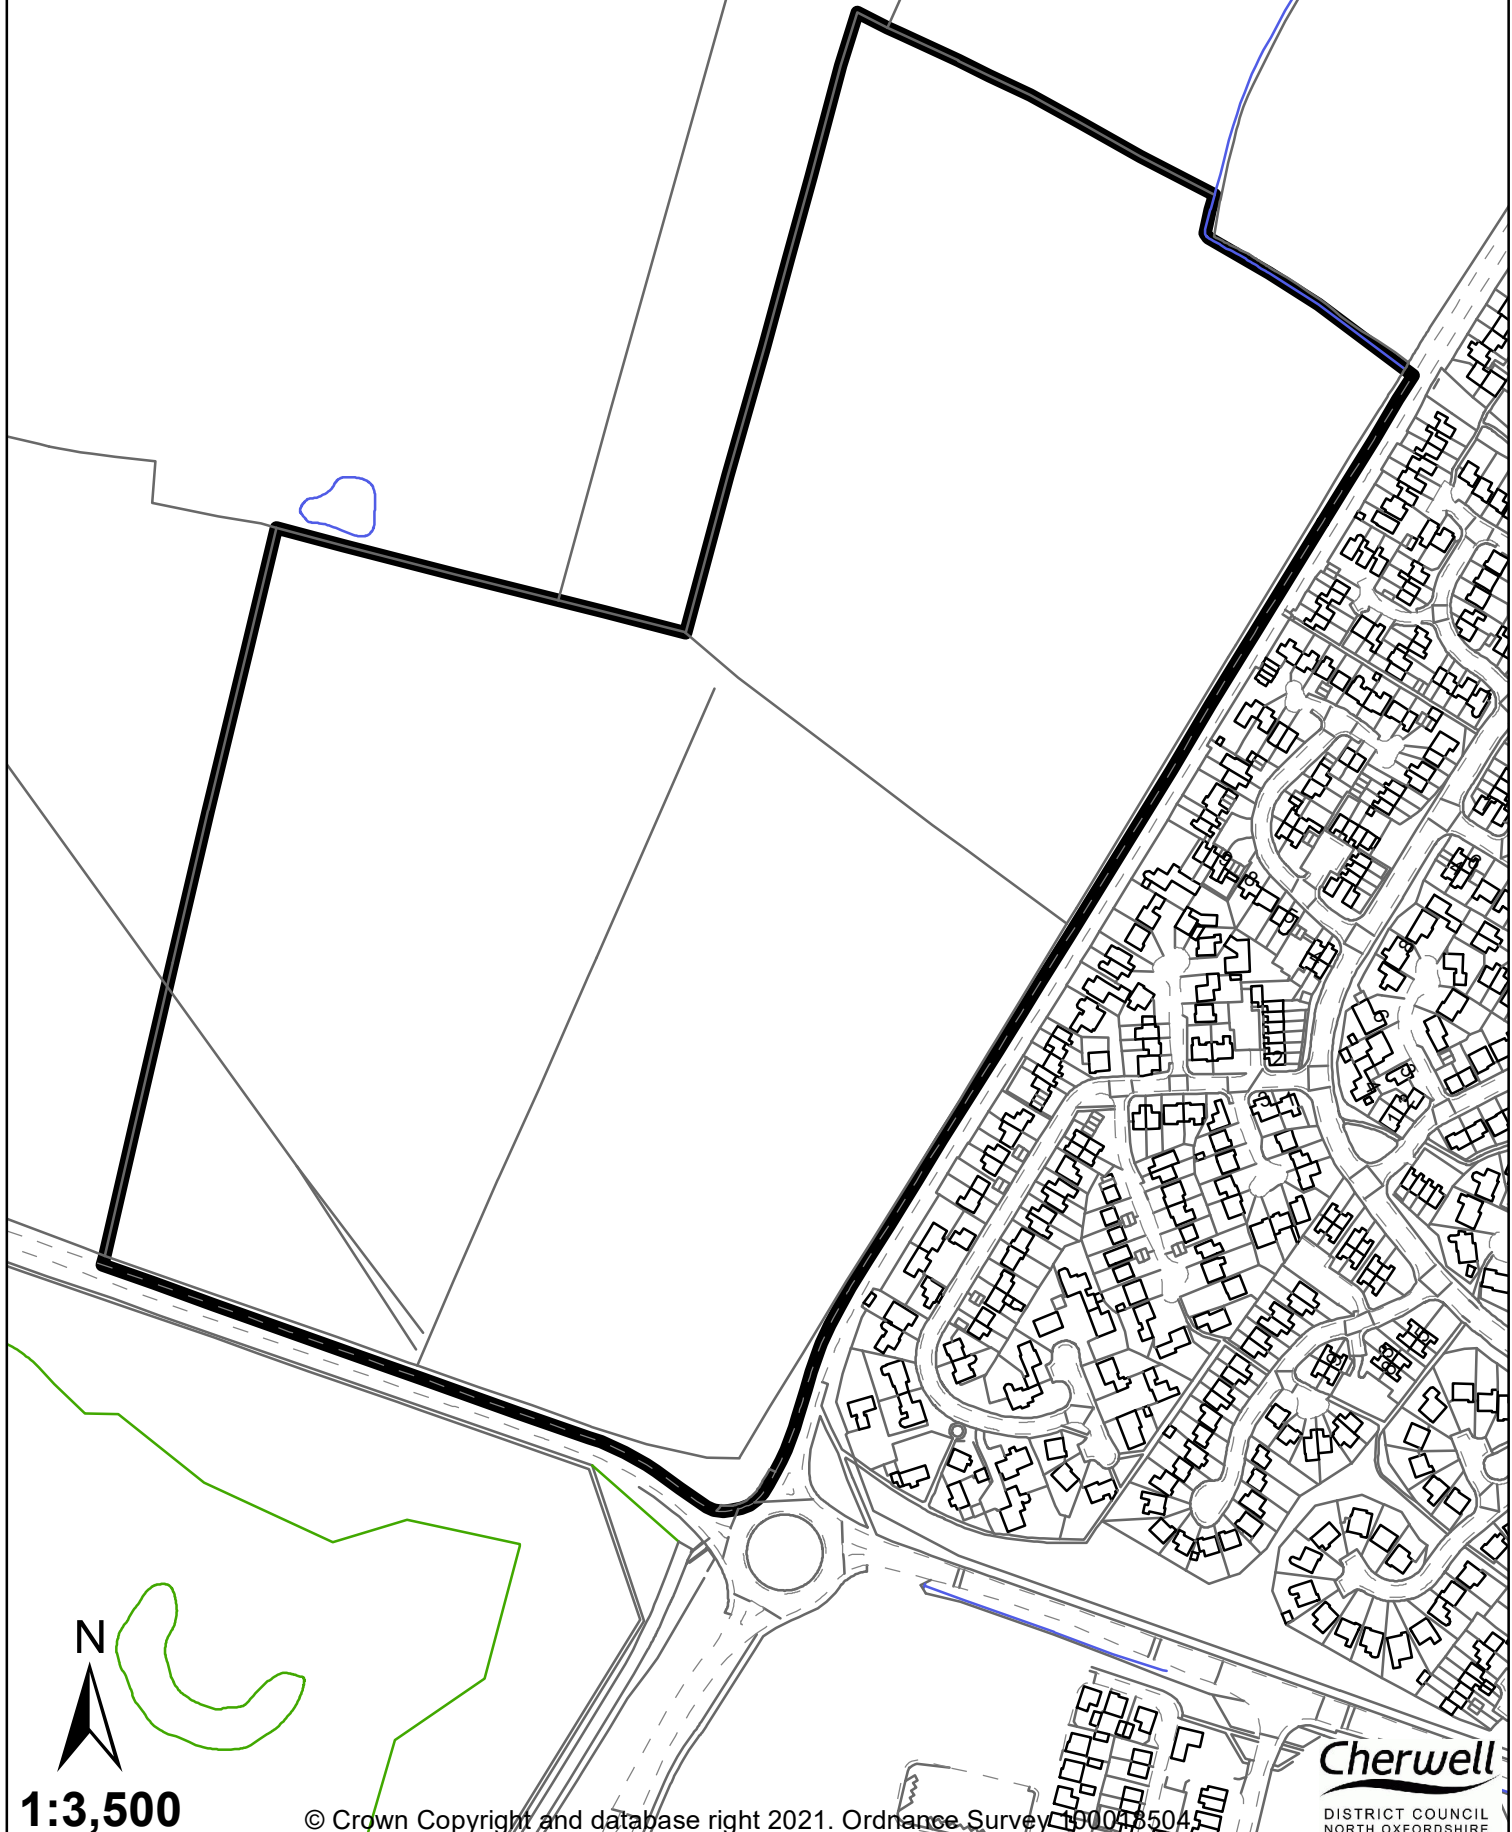 N
1:3,500
© Crown Copyright and database right 2021. Ordnance Survey 100018504.
Cherwell
DISTRICT COUNCIL
NORTH OXFORDSHIRE